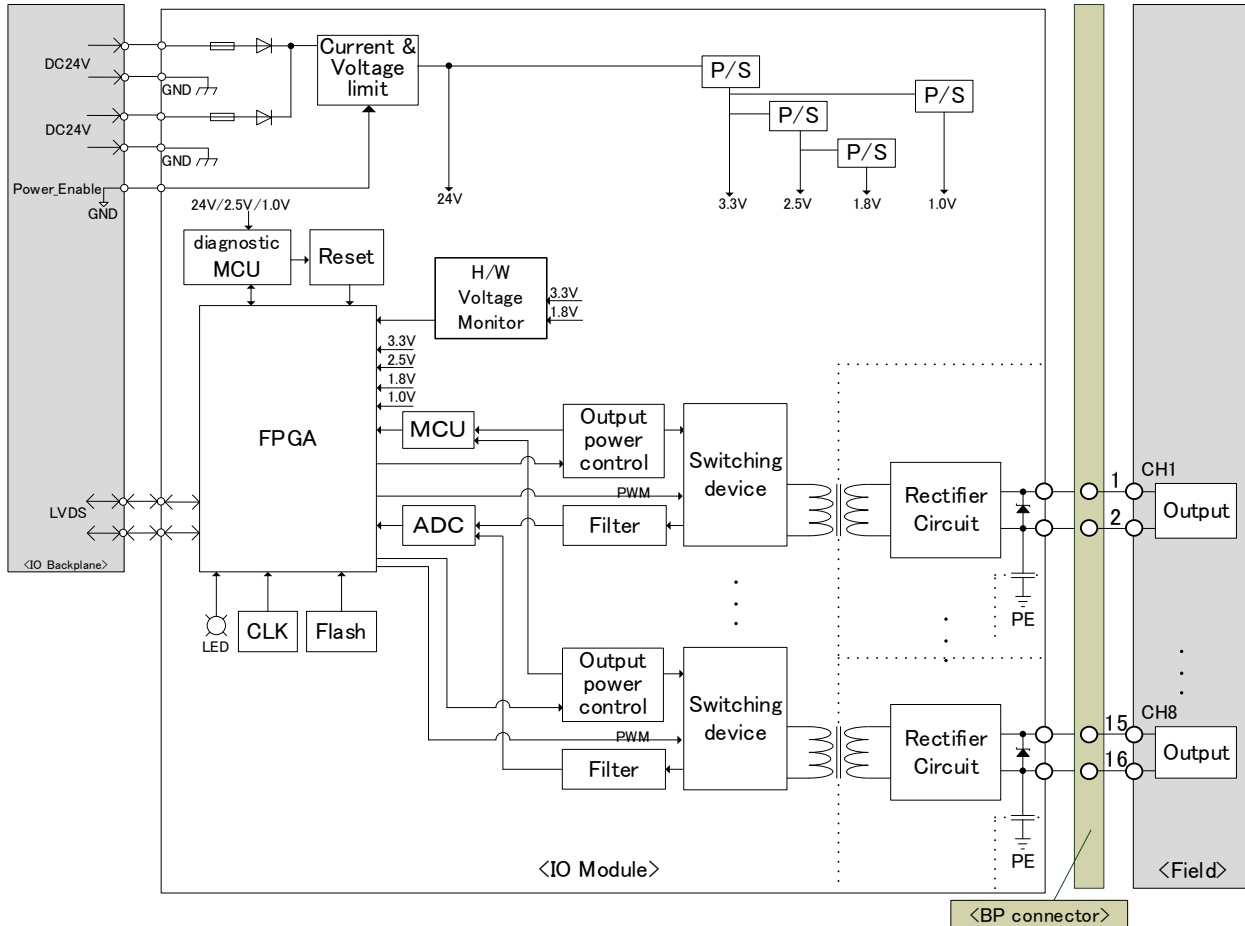 DC24V
GND
DC24V
GND
Power_Enable
GND
Current &
Voltage
limit
24V
P/S
P/S
P/S
P/S
3.3V
2.5V
1.8V
1.0V
24V/2.5V/1.0V
diagnostic
MCU
Reset
H/W
Voltage
Monitor
3.3V
1.8V
3.3V
2.5V
1.8V
1.0V
FPGA
MCU
Output
power
control
Switching
device
PWM
ADC
Filter
Rectifier
Circuit
1
2
CH1
Output
PE
LVDS
<IO Backplane>
LED
CLK
Flash
Output
power
control
Switching
device
PWM
Filter
Rectifier
Circuit
15
16
CH8
Output
PE
<IO Module>
<Field>
<BP connector>